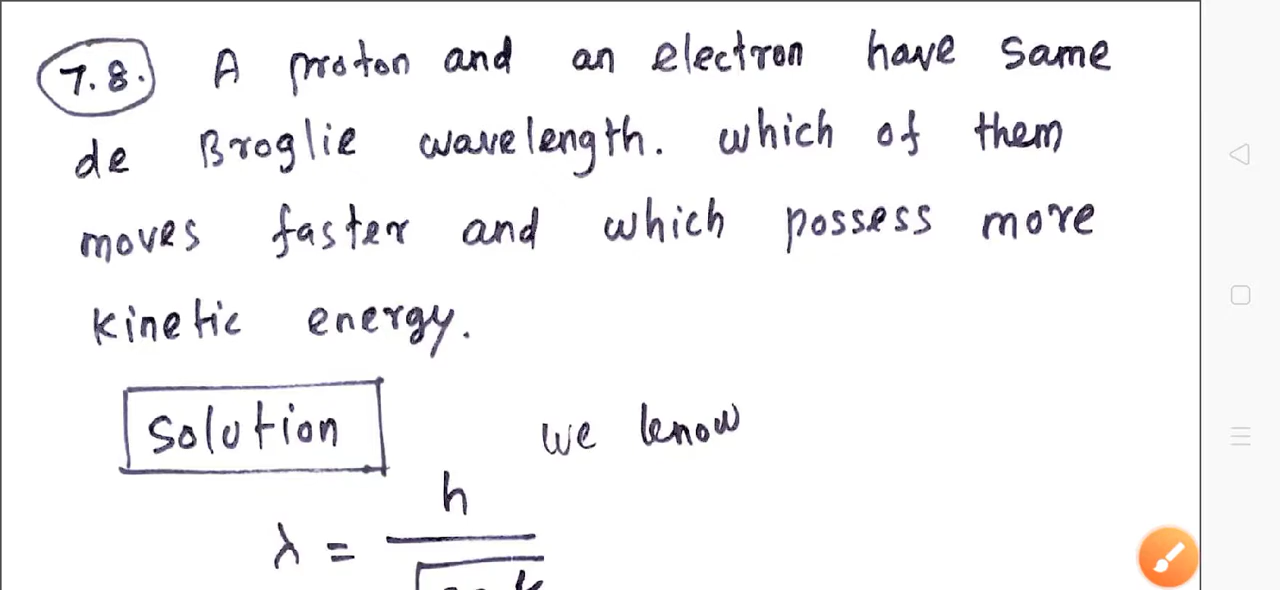 7.8. A proton and an electron have same
de Broglie wavelength. which of them
moves faster and which possess more
kinetic energy.
Solution we know
h
λ =